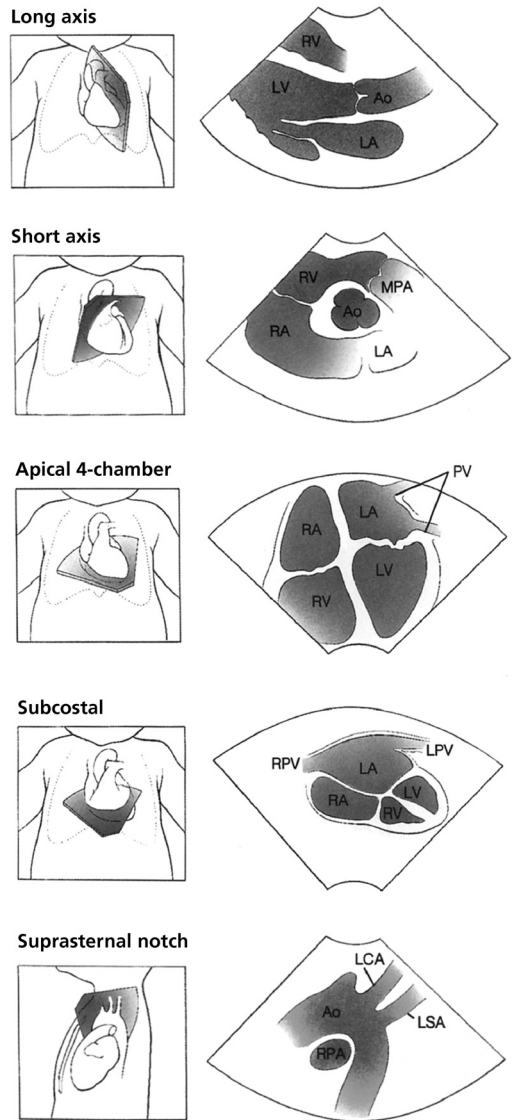 Long axis
RV
LV
Ao
LA
Short axis
RV
MPA
Ao
RA
LA
Apical 4-chamber
PV
LA
RA
LV
RV
Subcostal
LPV
RPV
LA
LV
RA
RV
Suprasternal notch
LCA
Ao
LSA
RPA